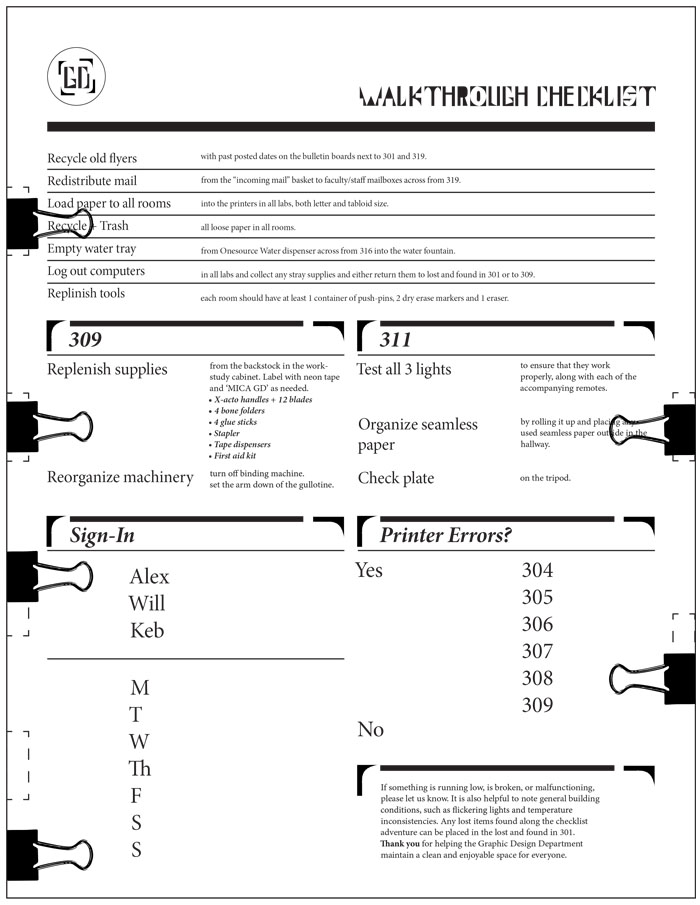 GD
WALKTHROUGH CHECKLIST
Recycle old flyers with past posted dates on the bulletin boards next to 301 and 319.
Redistribute mail from the “incoming mail” basket to faculty/staff mailboxes across from 319.
Load paper to all rooms into the printers in all labs, both letter and tabloid size.
Recycle + Trash all loose paper in all rooms.
Empty water tray from Onesource Water dispenser across from 316 into the water fountain.
Log out computers in all labs and collect any stray supplies and either return them to lost and found in 301 or to 309.
Replinish tools each room should have at least 1 container of push-pins, 2 dry erase markers and 1 eraser.
309
Replenish supplies
from the backstock in the work-
study cabinet. Label with neon tape
and ‘MICA GD’ as needed.
• X-acto handles + 12 blades
• 4 bone folders
• 4 glue sticks
• Stapler
• Tape dispensers
• First aid kit
Reorganize machinery
turn off binding machine.
set the arm down of the gullotine.
311
Test all 3 lights
to ensure that they work
properly, along with each of the
accompanying remotes.
Organize seamless
paper
by rolling it up and placing any
used seamless paper outside in the
hallway.
Check plate
on the tripod.
Sign-In
Alex
Will
Keb
M
T
W
Th
F
S
S
Printer Errors?
Yes
304
305
306
307
308
309
No
If something is running low, is broken, or malfunctioning,
please let us know. It is also helpful to note general building
conditions, such as flickering lights and temperature
inconsistencies. Any lost items found along the checklist
adventure can be placed in the lost and found in 301.
Thank you for helping the Graphic Design Department
maintain a clean and enjoyable space for everyone.